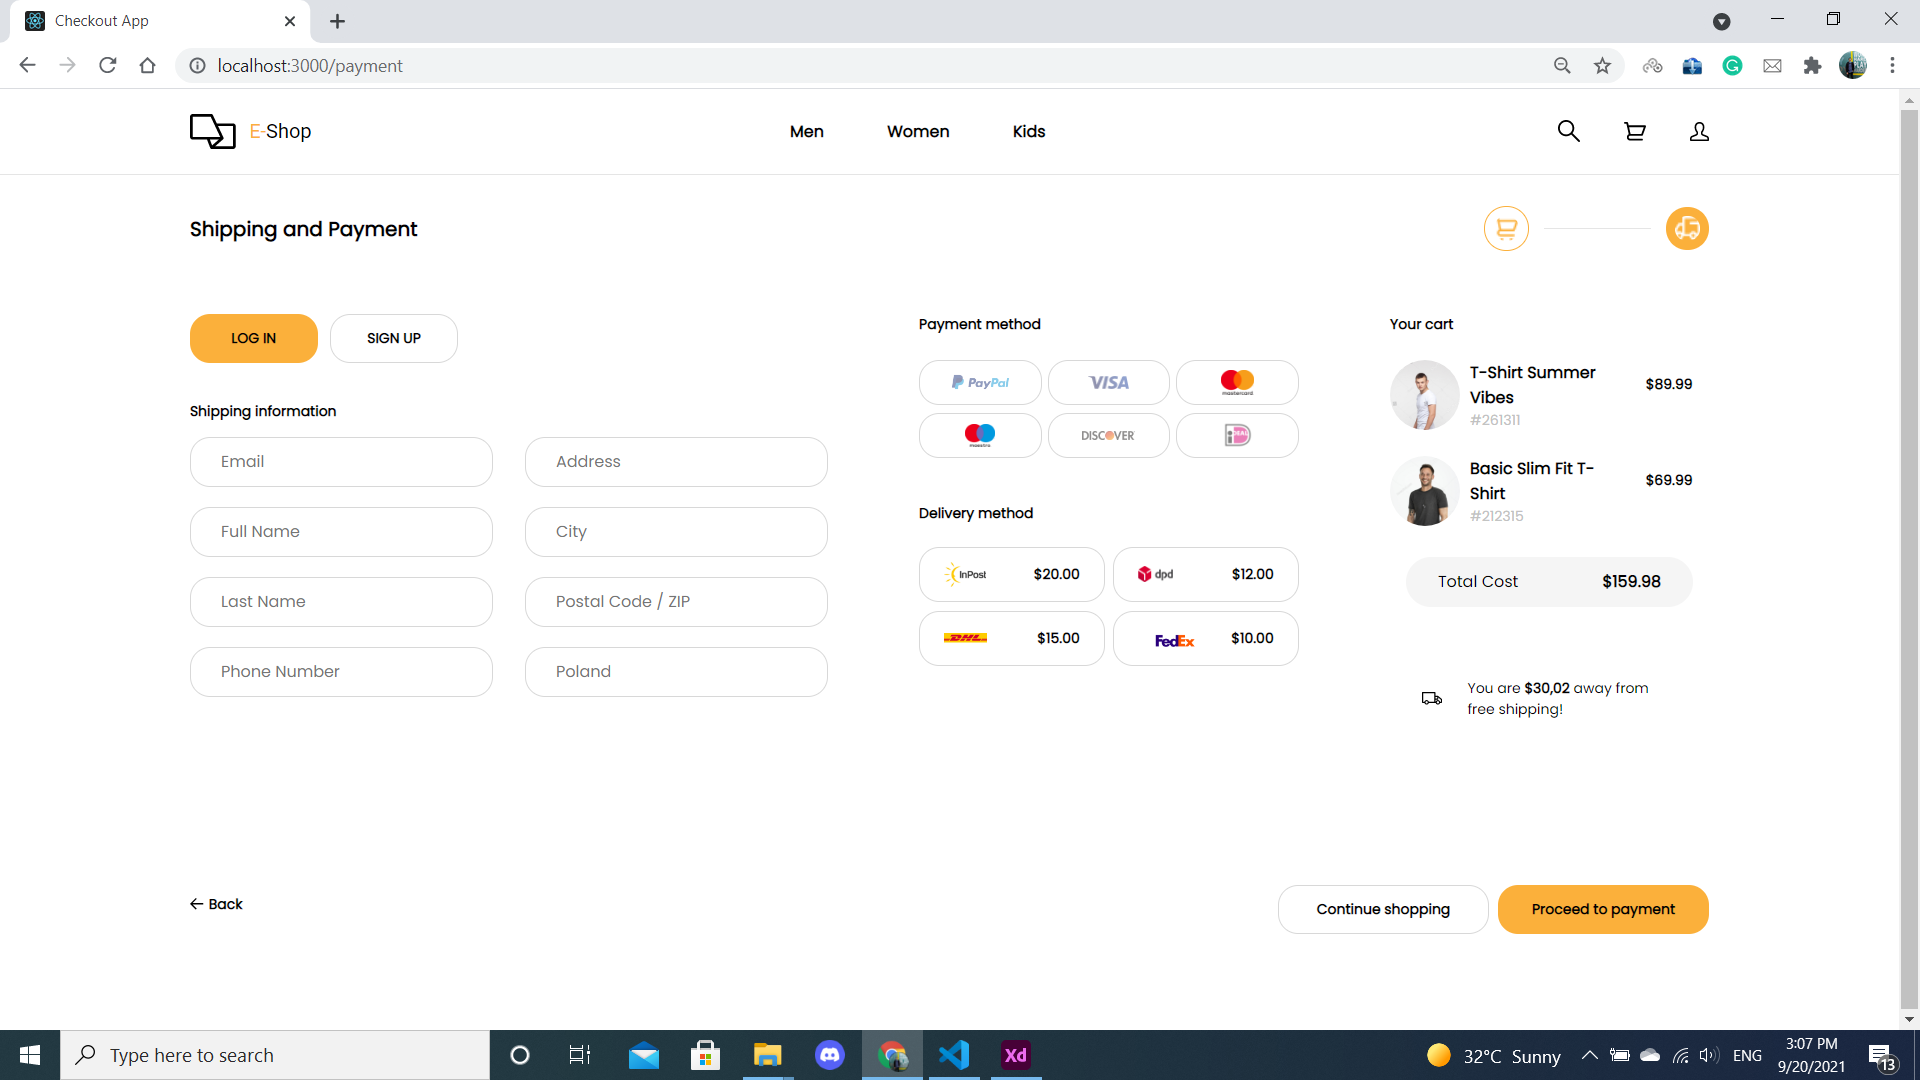 Checkout App
localhost:3000/payment
E-Shop
Men
Women
Kids
Shipping and Payment
LOG IN
SIGN UP
Shipping information
Email
Address
Full Name
City
Last Name
Postal Code / ZIP
Phone Number
Poland
Payment method
PayPal
VISA
mastercard
maestro
DISCOVER
iDEAL
Delivery method
InPost $20.00
dpd $12.00
DHL $15.00
FedEx $10.00
Your cart
T-Shirt Summer
Vibes
$89.99
#261311
Basic Slim Fit T-
Shirt
$69.99
#212315
Total Cost $159.98
You are $30,02 away from
free shipping!
← Back
Continue shopping
Proceed to payment
Type here to search
Xd
32°C Sunny
ENG
3:07 PM
9/20/2021
13